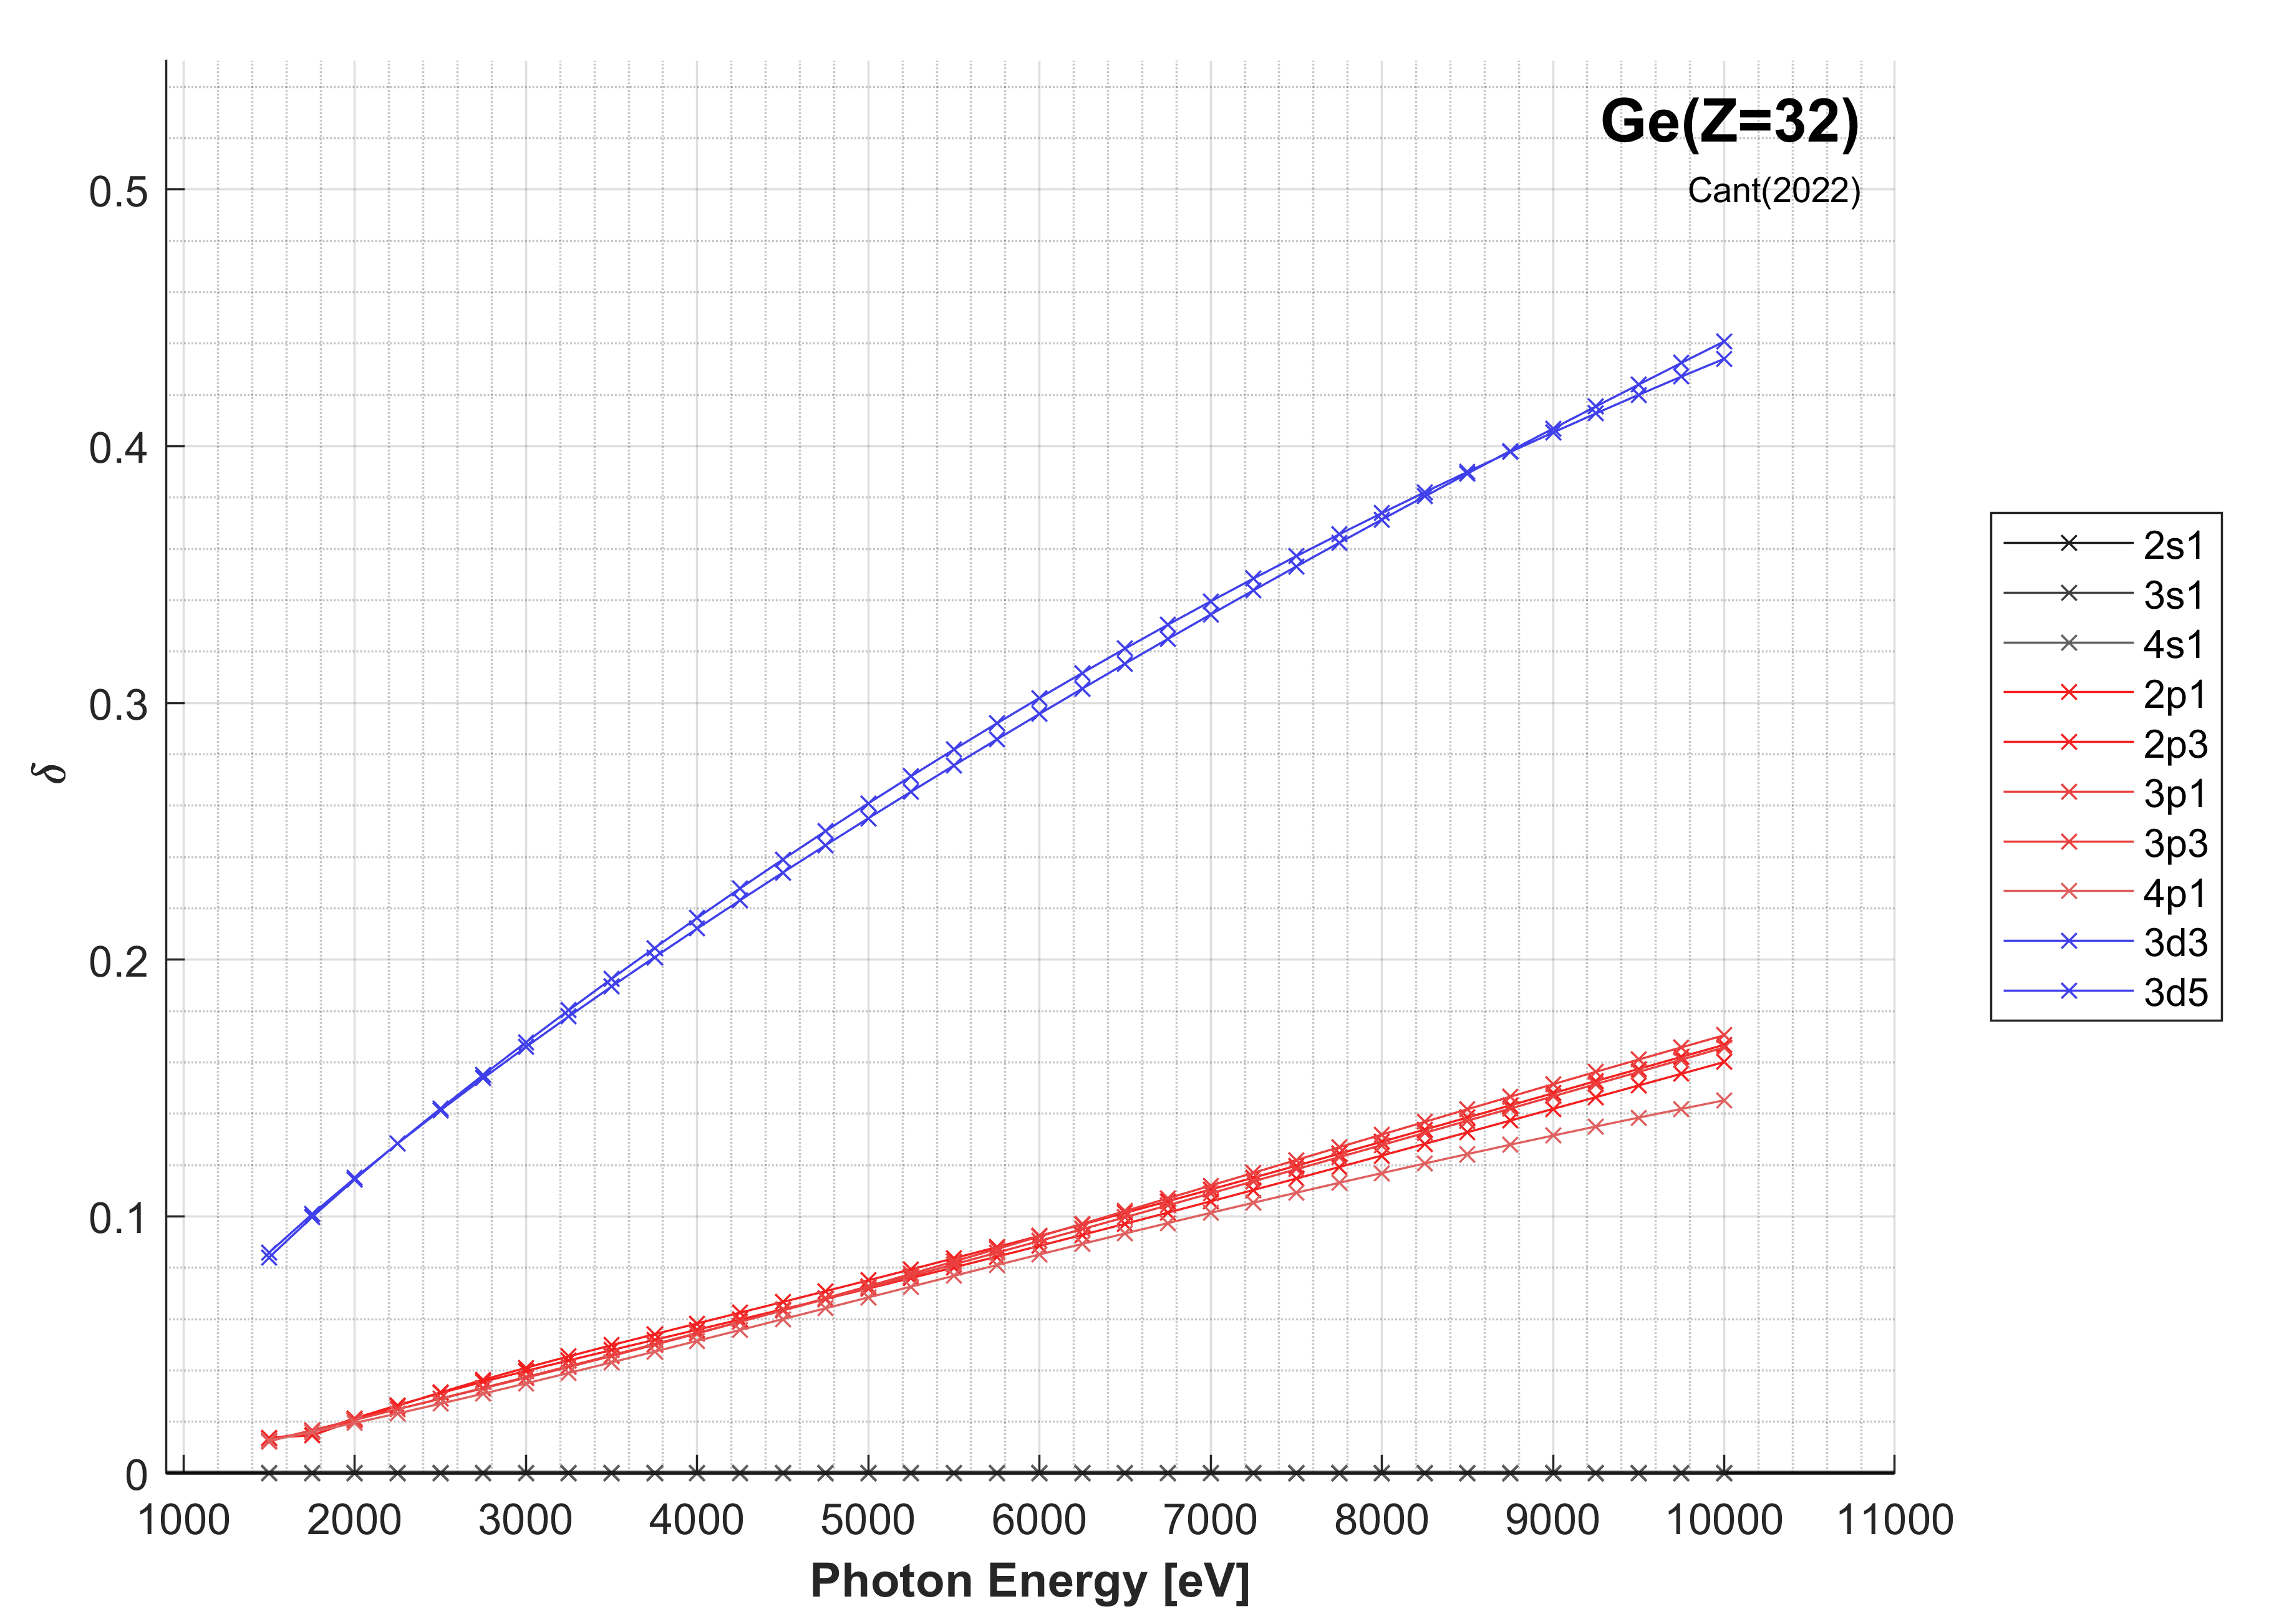 Ge(Z=32)
Cant(2022)
0.5
0.4
0.3
0.2
0.1
0
δ
1000 2000 3000 4000 5000 6000 7000 8000 9000 10000 11000
Photon Energy [eV]
2s1
3s1
4s1
2p1
2p3
3p1
3p3
4p1
3d3
3d5